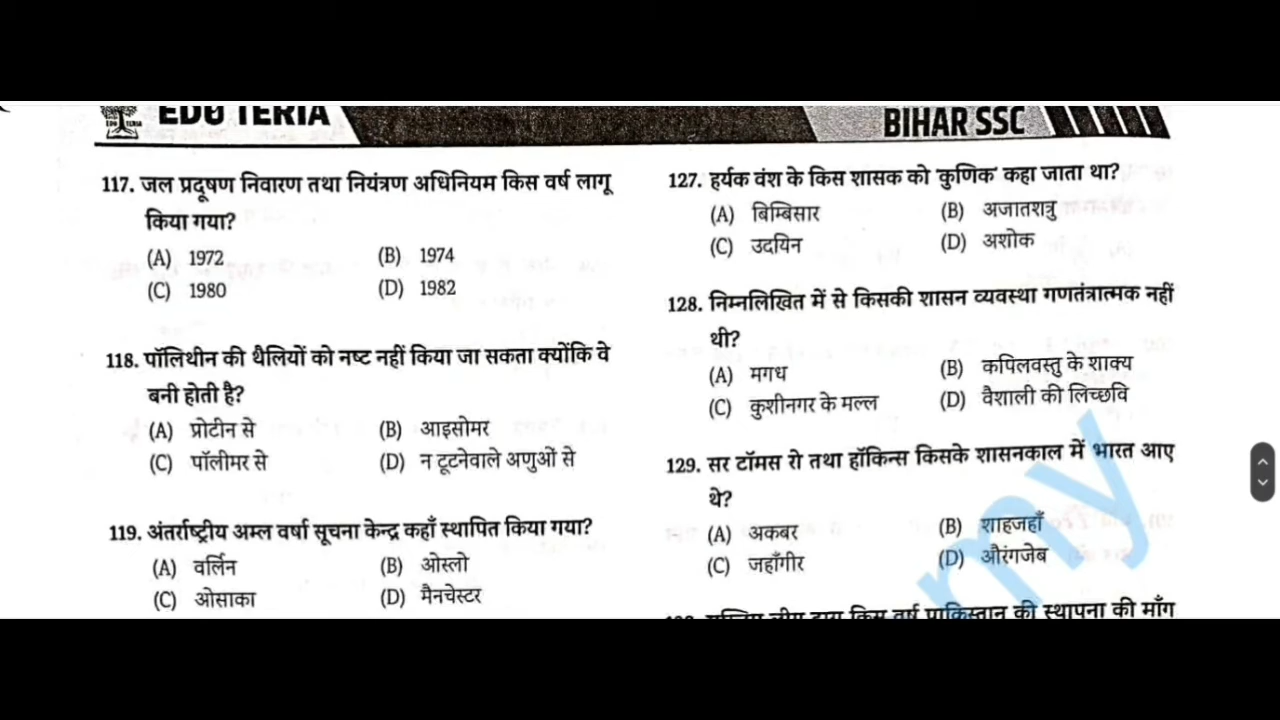 EDU TERIA
BIHAR SSC
117. जल प्रदूषण निवारण तथा नियंत्रण अधिनियम किस वर्ष लागू
किया गया?
(A) 1972 (B) 1974
(C) 1980 (D) 1982
118. पॉलिथीन की थैलियों को नष्ट नहीं किया जा सकता क्योंकि वे
बनी होती है?
(A) प्रोटीन से (B) आइसोमर
(C) पॉलीमर से (D) न टूटनेवाले अणुओं से
119. अंतर्राष्ट्रीय अम्ल वर्षा सूचना केन्द्र कहाँ स्थापित किया गया?
(A) वर्लिन (B) ओस्लो
(C) ओसाका (D) मैनचेस्टर
127. हर्यक वंश के किस शासक को 'कुणिक' कहा जाता था?
(A) बिम्बिसार (B) अजातशत्रु
(C) उदयिन (D) अशोक
128. निम्नलिखित में से किसकी शासन व्यवस्था गणतंत्रात्मक नहीं
थी?
(A) मगध (B) कपिलवस्तु के शाक्य
(C) कुशीनगर के मल्ल (D) वैशाली की लिच्छवि
129. सर टॉमस रो तथा हॉकिन्स किसके शासनकाल में भारत आए
थे?
(A) अकबर (B) शाहजहाँ
(C) जहाँगीर (D) औरंगजेब
किस वर्ष पाकिस्तान की स्थापना की माँग
my